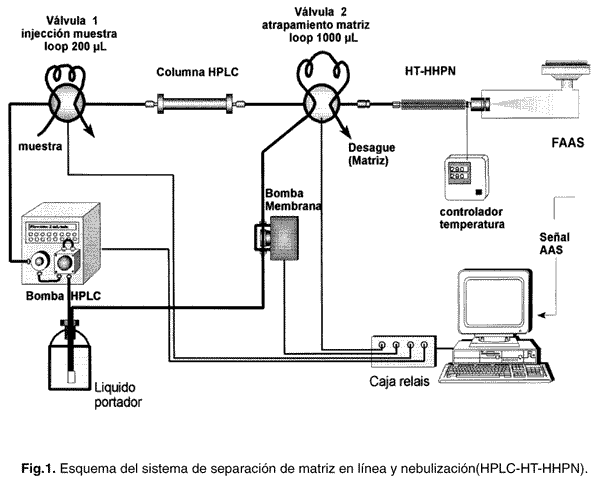 Válvula 1
injección muestra
loop 200 µL
Válvula 2
atrapamiento matriz
loop 1000 µL
Columna HPLC
HT-HHPN
muestra
Desague
(Matriz)
FAAS
Bomba
Membrana
controlador
temperatura
Señal
AAS
Bomba HPLC
Liquido
portador
Caja relais
Fig.1. Esquema del sistema de separación de matriz en línea y nebulización(HPLC-HT-HHPN).